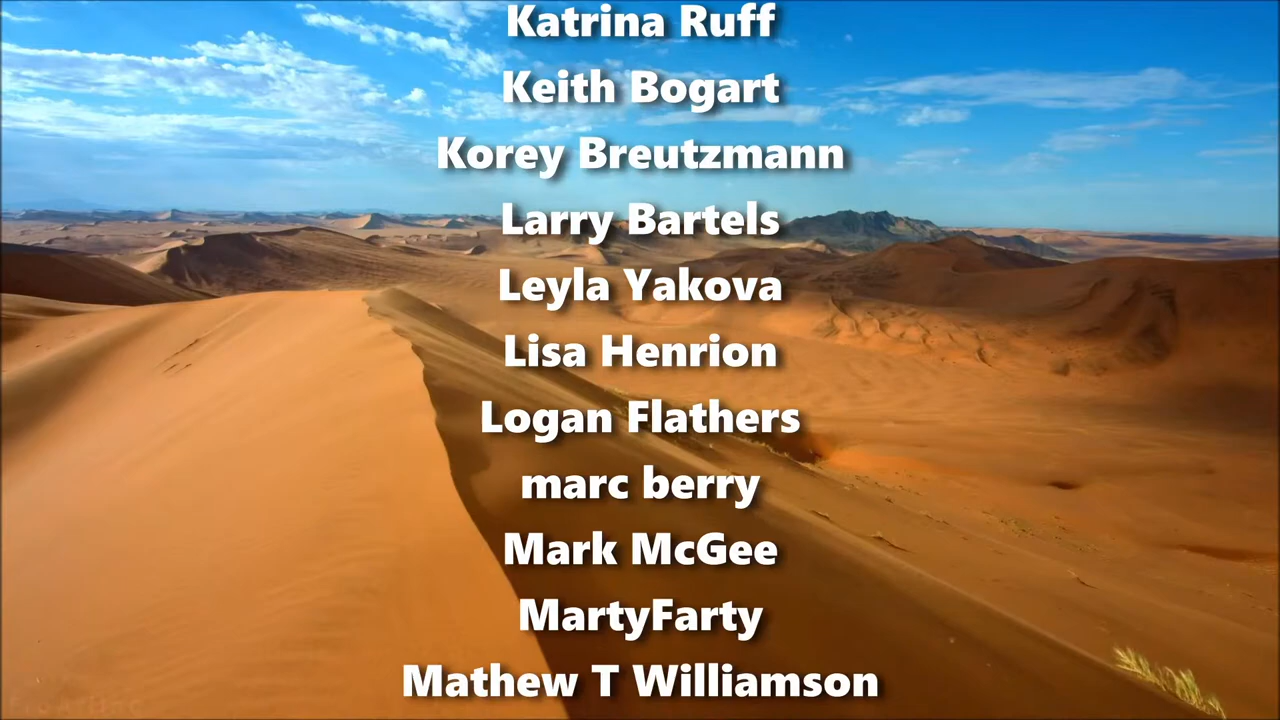 Katrina Ruff
Keith Bogart
Korey Breutzmann
Larry Bartels
Leyla Yakova
Lisa Henrion
Logan Flathers
marc berry
Mark McGee
MartyFarty
Mathew T Williamson